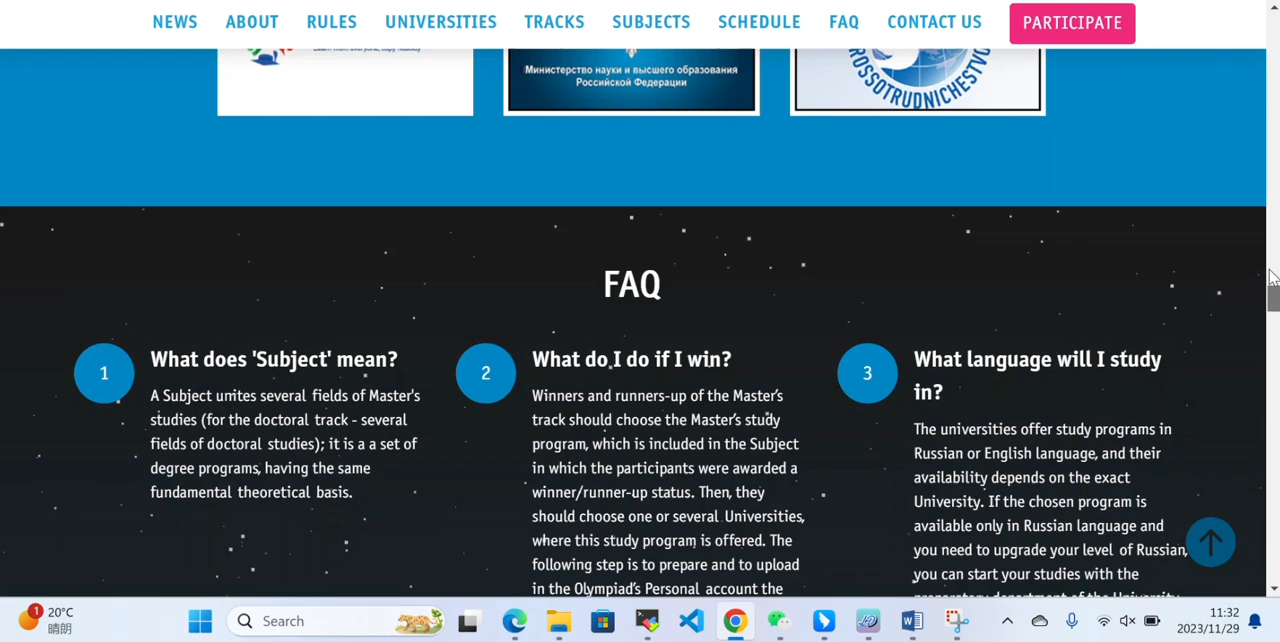 NEWS ABOUT RULES UNIVERSITIES TRACKS SUBJECTS SCHEDULE FAQ CONTACT US PARTICIPATE
Министерство науки и высшего образования
Российской Федерации
ROSSOTRUDNICHESTVO
FAQ
1
What does 'Subject' mean?
A Subject unites several fields of Master's
studies (for the doctoral track - several
fields of doctoral studies); it is a a set of
degree programs, having the same
fundamental theoretical basis.
2
What do I do if I win?
Winners and runners-up of the Master's
track should choose the Master's study
program, which is included in the Subject
in which the participants were awarded a
winner/runner-up status. Then, they
should choose one or several Universities,
where this study program is offered. The
following step is to prepare and to upload
in the Olympiad's Personal account the
3
What language will I study
in?
The universities offer study programs in
Russian or English language, and their
availability depends on the exact
University. If the chosen program is
available only in Russian language and
you need to upgrade your level of Russian,
you can start your studies with the
preparatory department of the University.
1
20°C
晴朗
Search
11:32
2023/11/29